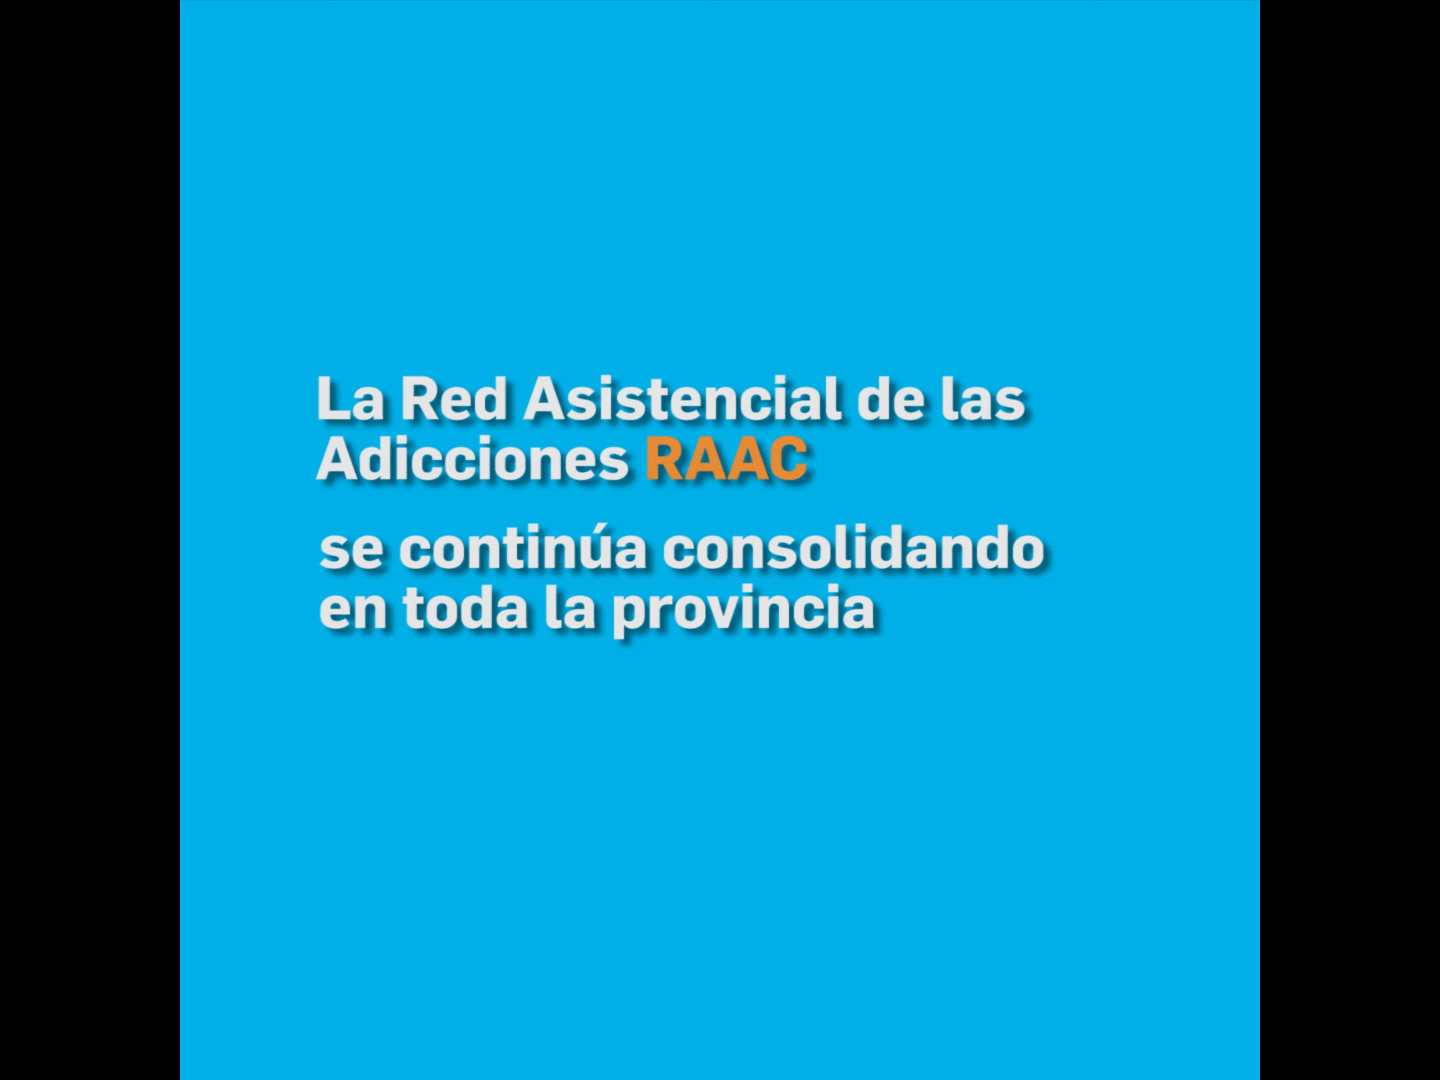 La Red Asistencial de las
Adicciones RAAC
se continúa consolidando
en toda la provincia